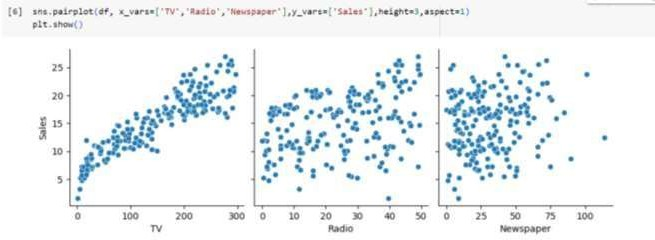 [6] sns.pairplot(df, x_vars=['TV','Radio','Newspaper'],y_vars=['Sales'],height=3,aspect=1)
plt.show()
25
20
15
10
5
Sales
0 100 200 300 0 10 20 30 40 50 0 25 50 75 100
TV Radio Newspaper